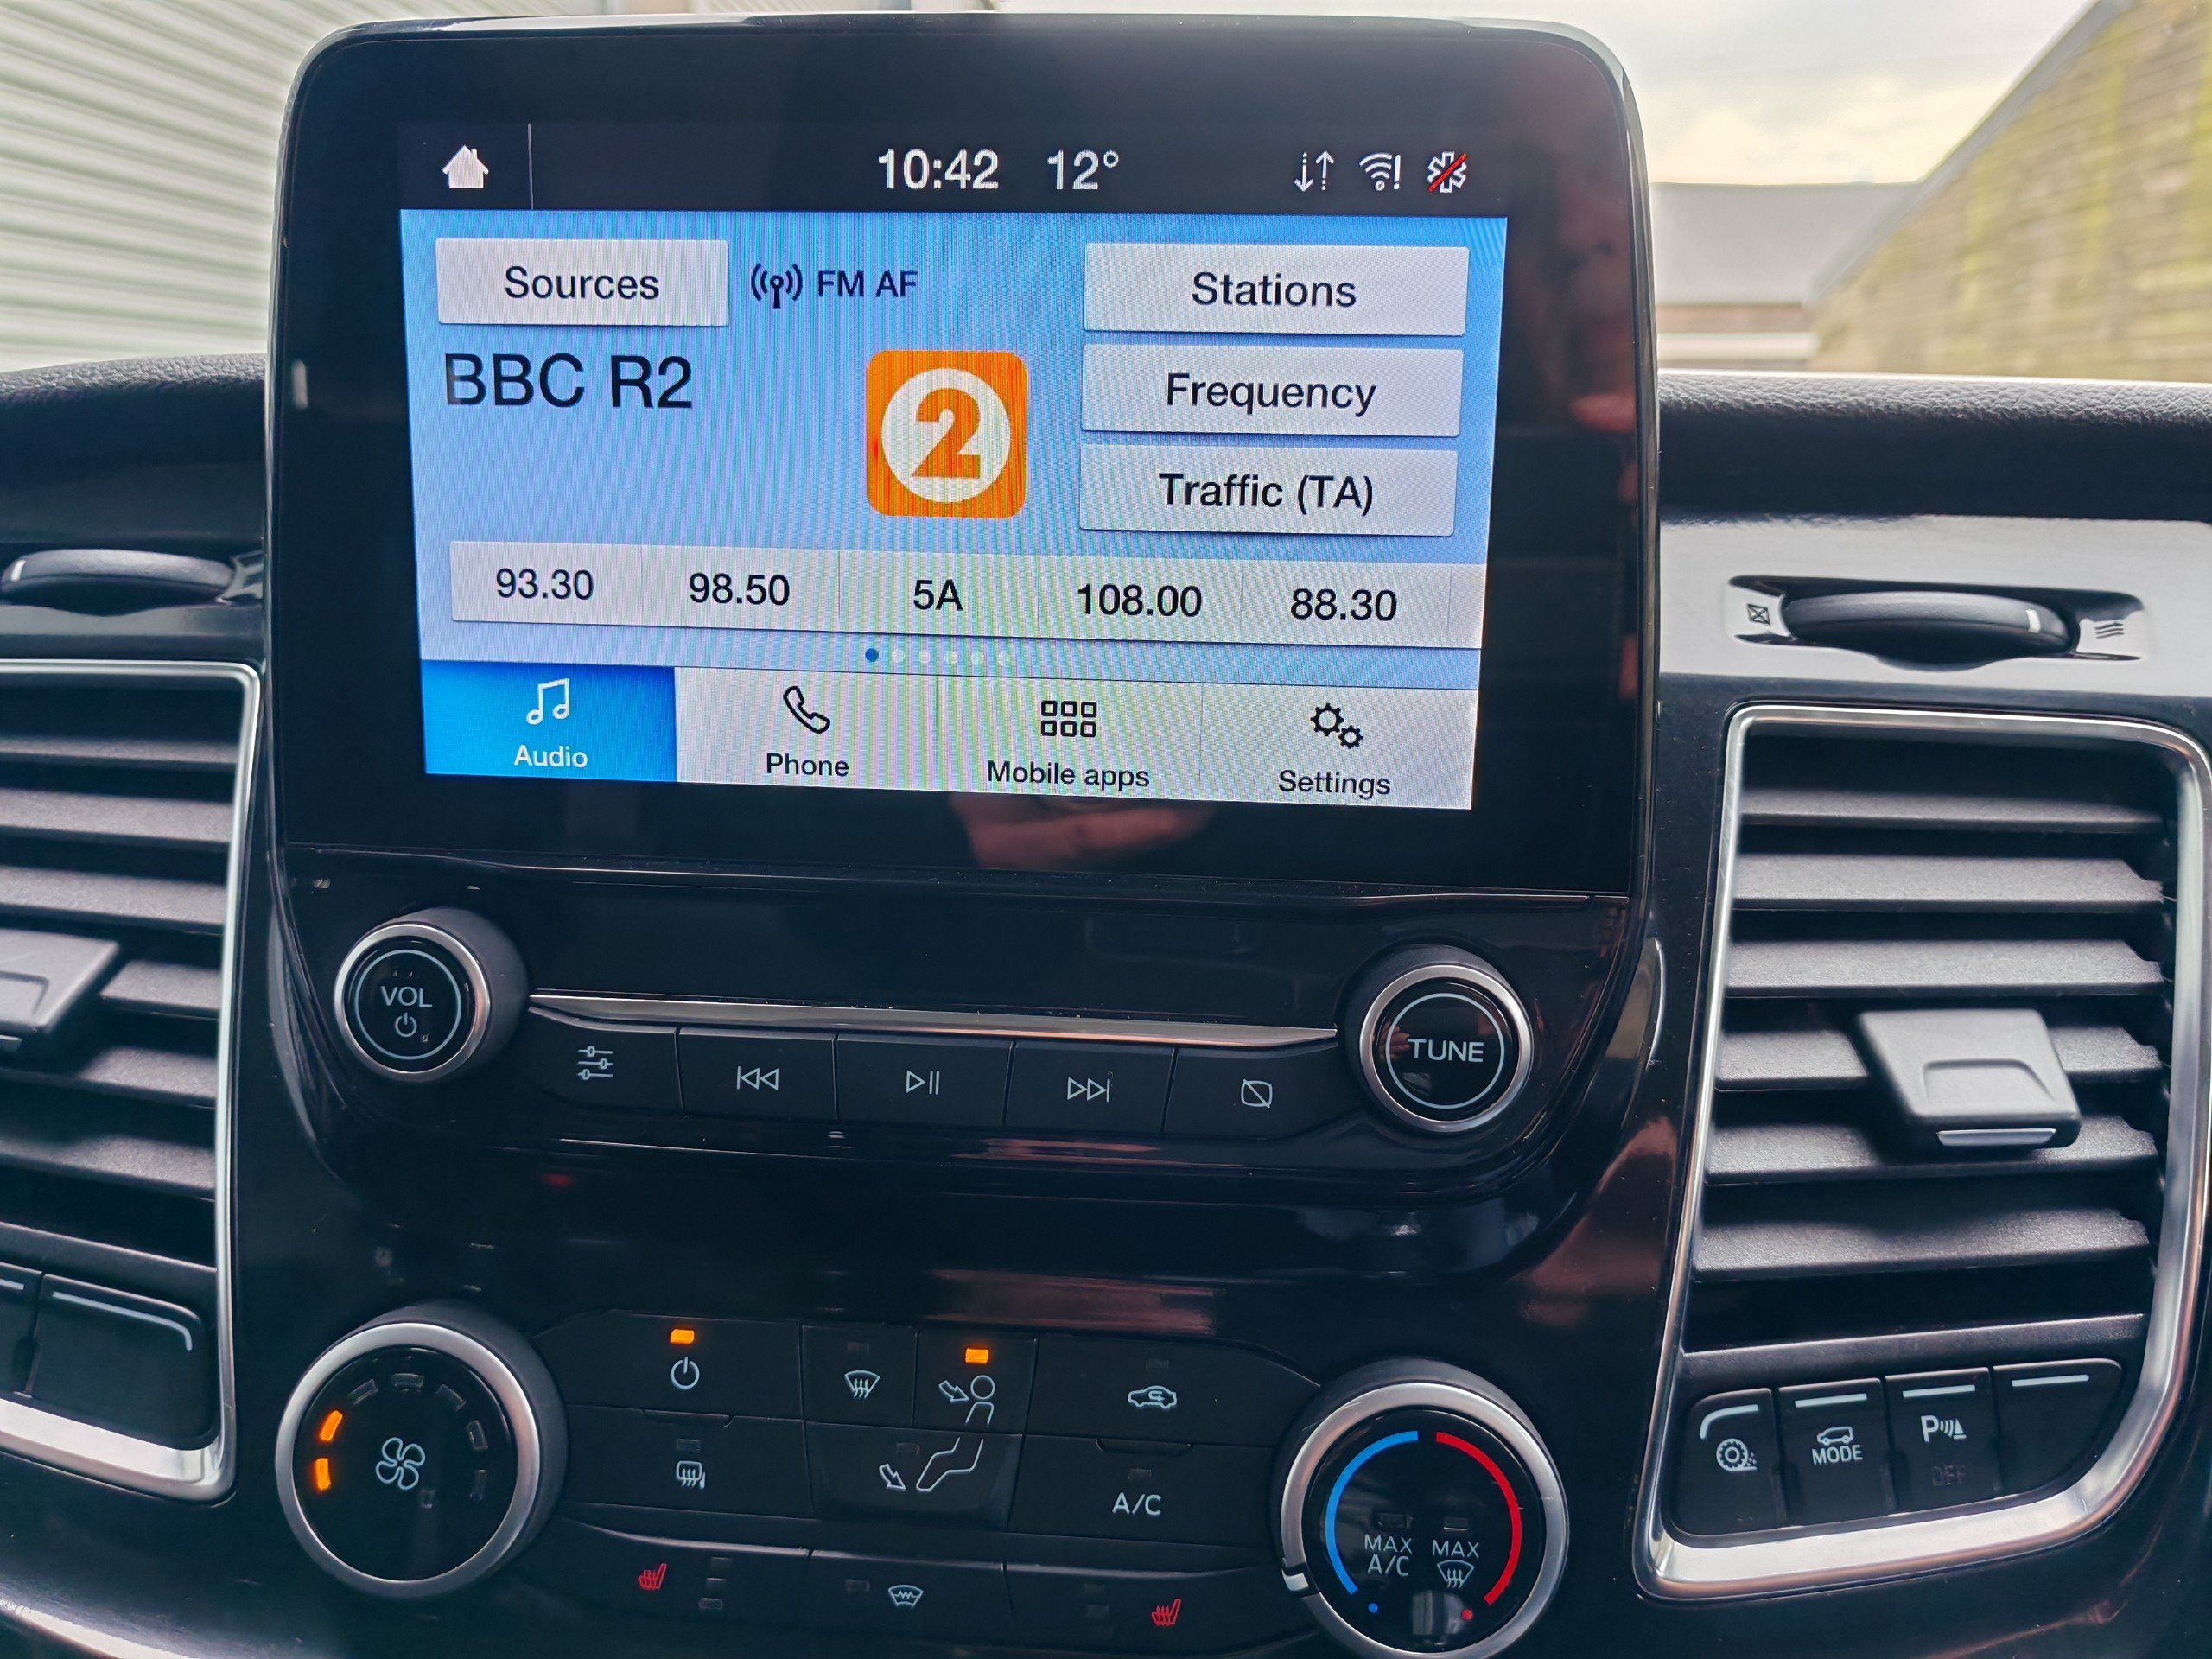 10:42 12°
Sources FM AF Stations
BBC R2
2
Frequency
Traffic (TA)
93.30 98.50 5A 108.00 88.30
Audio Phone Mobile apps Settings
VOL
TUNE
MODE
P
OFF
A/C
MAX A/C
MAX